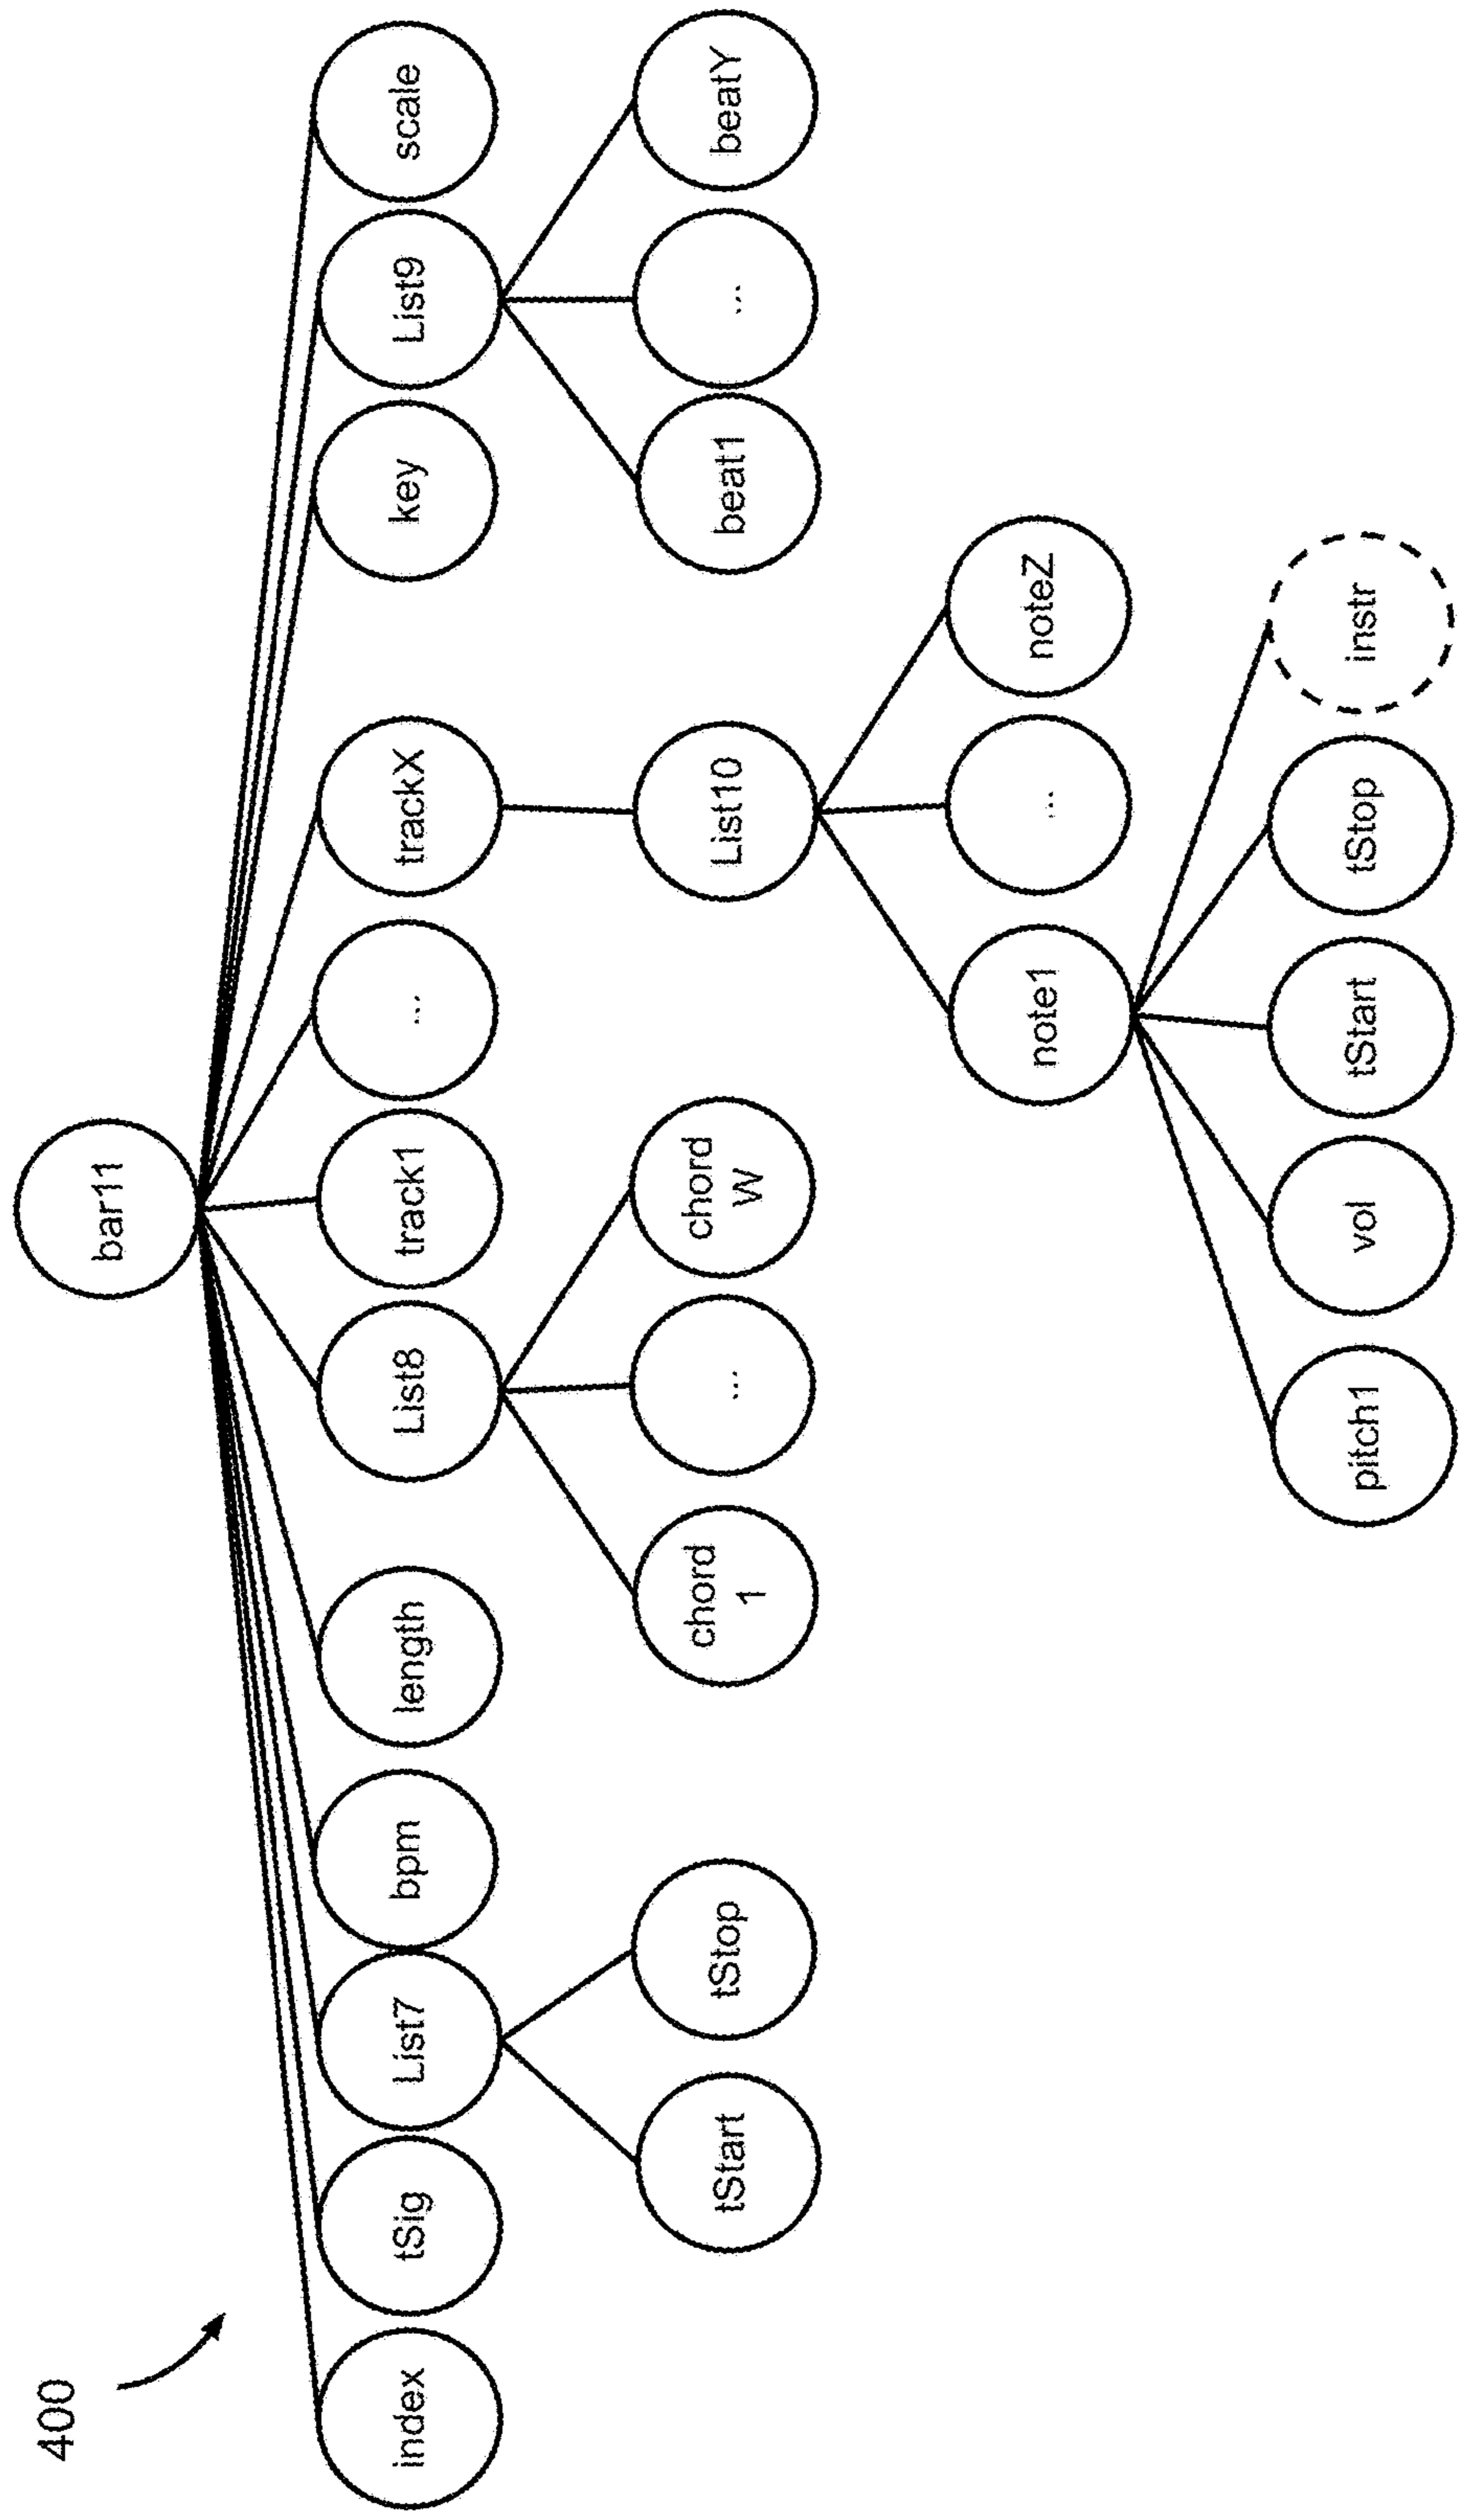 400
bar11
index
tSig
List7
bpm
length
List8
track1
...
trackX
key
List9
scale
tStart
tStop
chord
1
...
chord
W
List10
beat1
...
beatY
note1
...
noteZ
pitch1
vol
tStart
tStop
instr